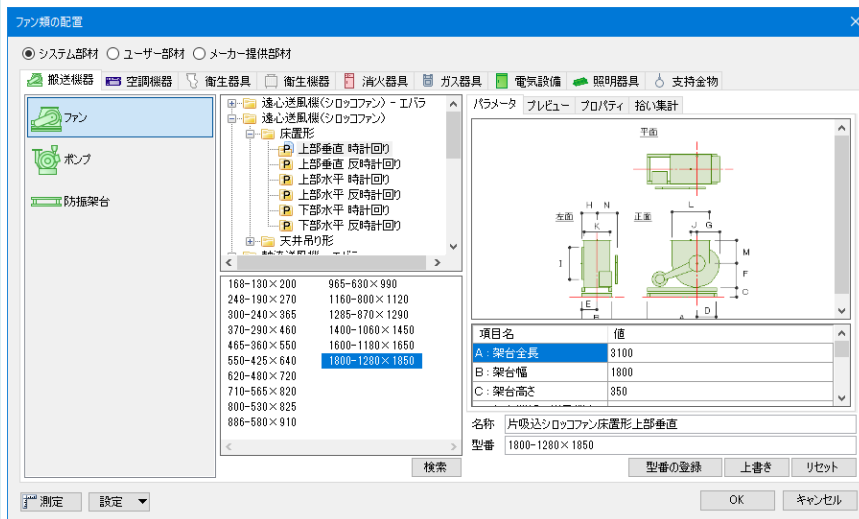 ファン類の配置
システム部材 ユーザー部材 メーカー提供部材
搬送機器 空調機器 衛生器具 衛生機器 消火器具 ガス器具 電気設備 照明器具 支持金物
ファン
ポンプ
防振架台
遠心送風機(シロッコファン) - エバラ
遠心送風機(シロッコファン)
床置形
上部垂直 時計回り
上部垂直 反時計回り
上部水平 時計回り
上部水平 反時計回り
下部水平 時計回り
下部水平 反時計回り
天井吊り形
168-130×200
248-190×270
300-240×365
370-290×460
465-360×550
550-425×640
620-480×720
710-565×820
800-530×825
886-580×910
965-630×990
1160-800×1120
1285-870×1290
1400-1060×1450
1600-1180×1650
1800-1280×1850
検索
パラメータ プレビュー プロパティ 拾い集計
平面
左面 H N K I E B
正面 L J G M F C A D
項目名 値
A : 架台全長 3100
B : 架台幅 1800
C : 架台高さ 350
名称 片吸込シロッコファン床置形上部垂直
型番 1800-1280×1850
型番の登録 上書き リセット
測定 設定 OK キャンセル